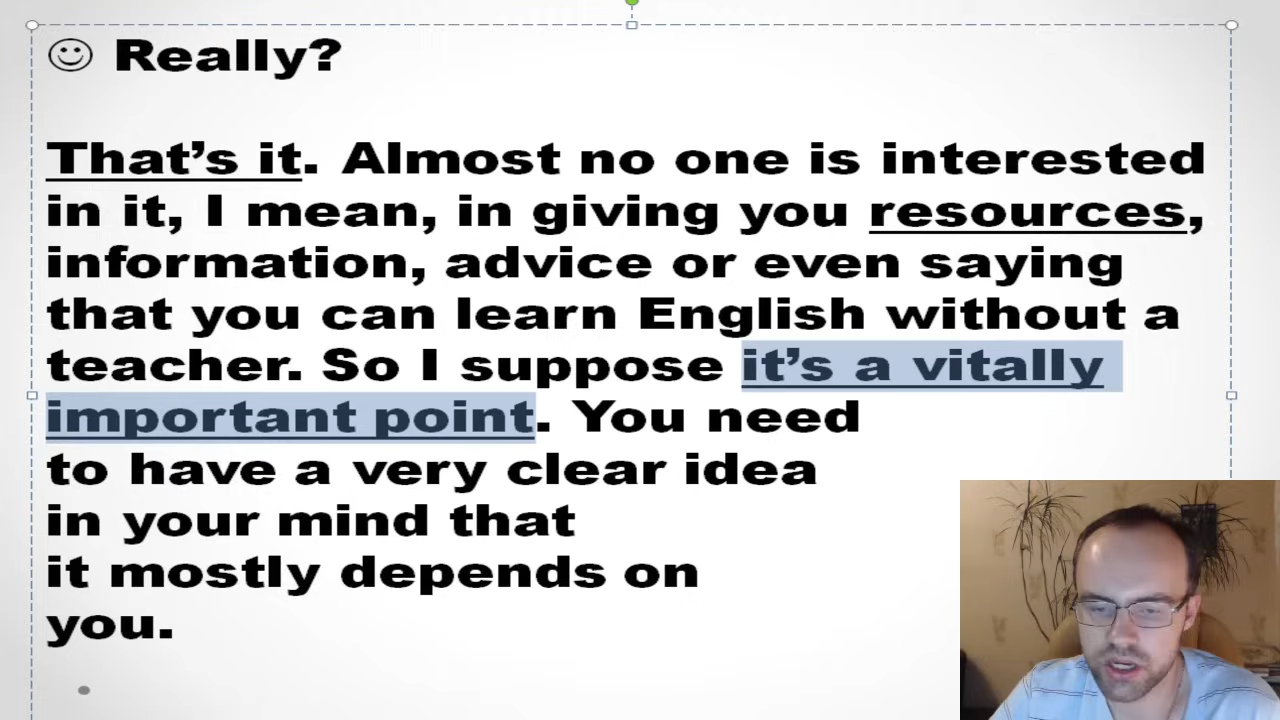 ☺ Really?
That’s it. Almost no one is interested
in it, I mean, in giving you resources,
information, advice or even saying
that you can learn English without a
teacher. So I suppose it’s a vitally
important point. You need
to have a very clear idea
in your mind that
it mostly depends on
you.